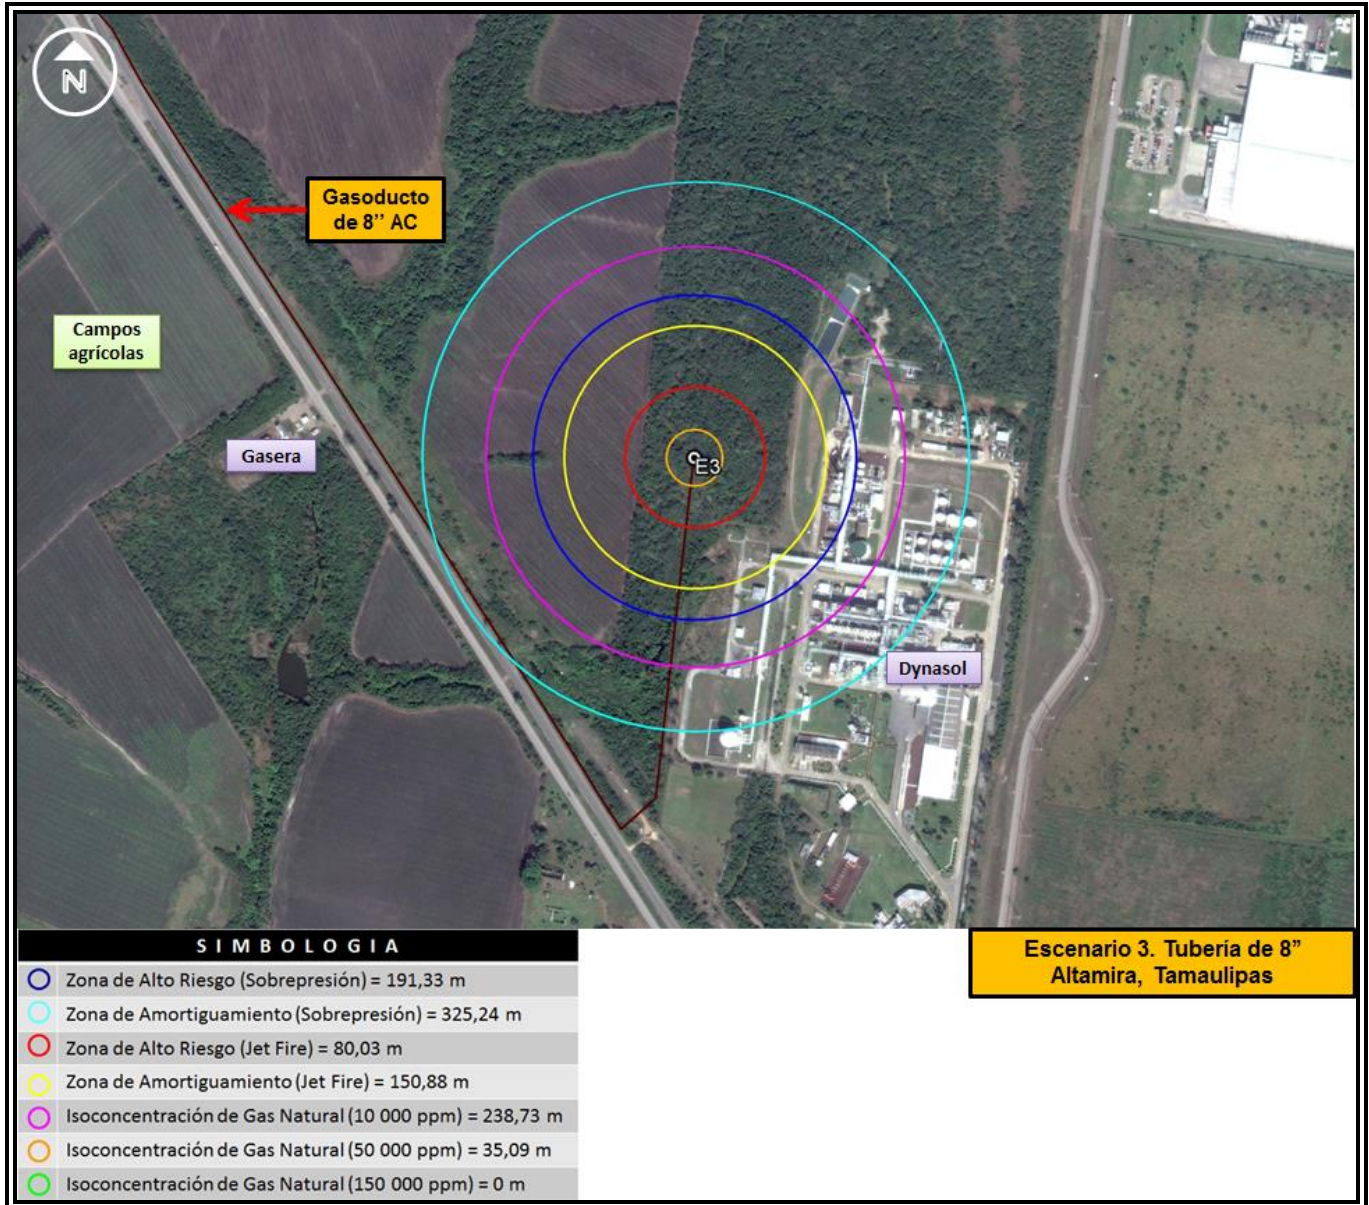 N
Gasoducto
de 8’’ AC
Campos
agrícolas
Gasera
E3
Dynasol
SIMBOLOGIA
Zona de Alto Riesgo (Sobrepresión) = 191,33 m
Zona de Amortiguamiento (Sobrepresión) = 325,24 m
Zona de Alto Riesgo (Jet Fire) = 80,03 m
Zona de Amortiguamiento (Jet Fire) = 150,88 m
Isoconcentración de Gas Natural (10 000 ppm) = 238,73 m
Isoconcentración de Gas Natural (50 000 ppm) = 35,09 m
Isoconcentración de Gas Natural (150 000 ppm) = 0 m
Escenario 3. Tubería de 8”
Altamira, Tamaulipas